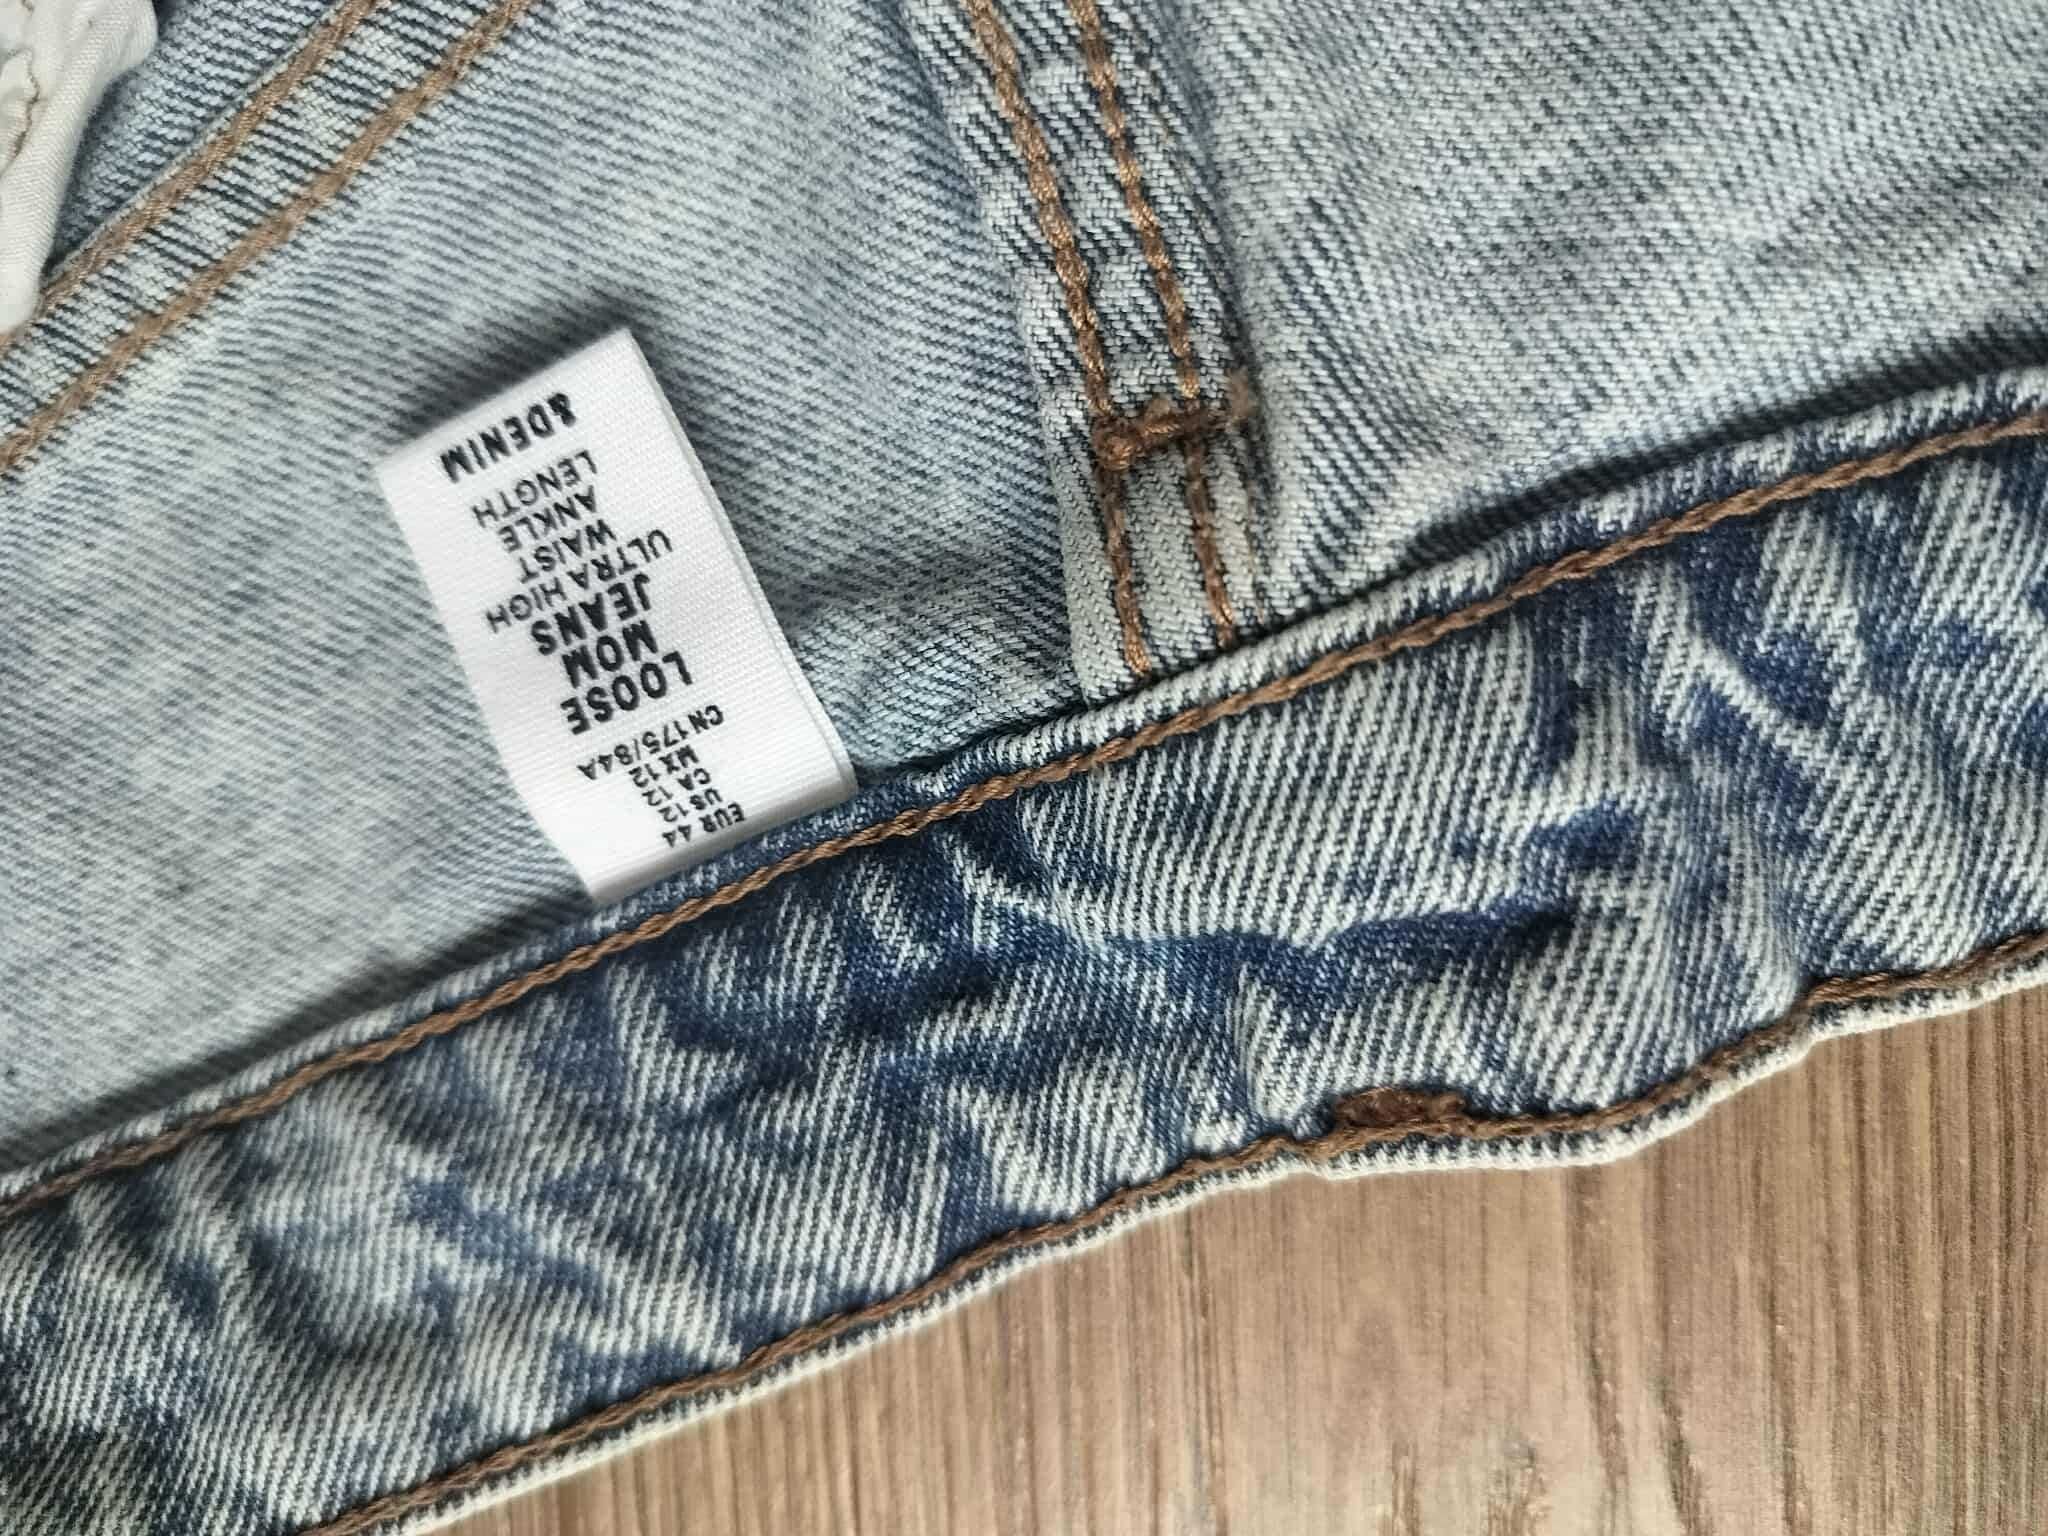 EUR 44
US 12
CA 12
MX 12
CN 175/84A
LOOSE
MOM
JEANS
ULTRA HIGH
WAIST
ANKLE
LENGTH
&DENIM